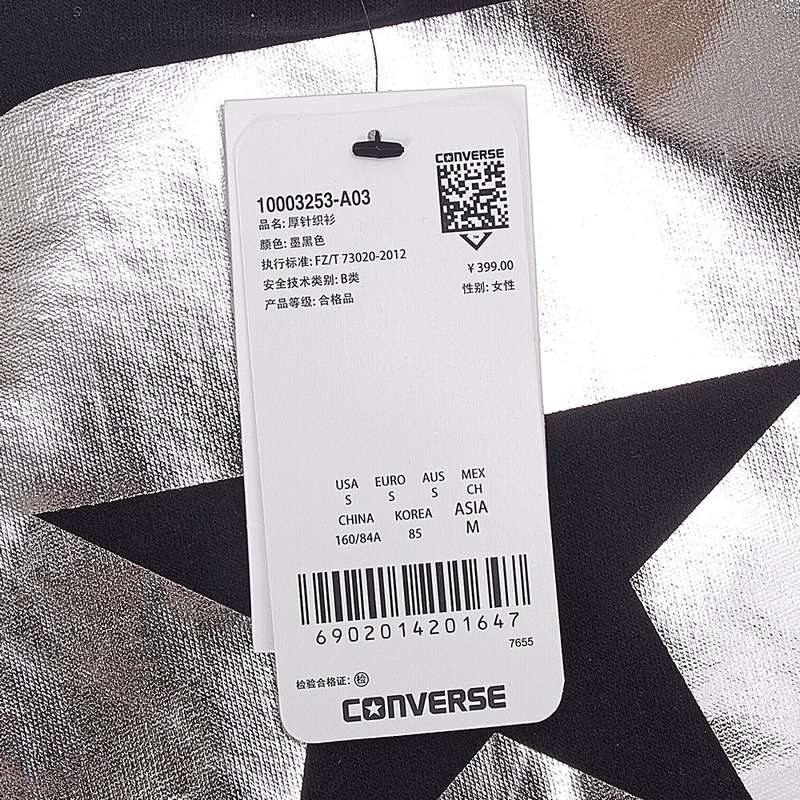 CONVERSE
10003253-A03
品名: 厚针织衫
颜色: 墨黑色
执行标准: FZ/T 73020-2012
安全技术类别: B类
产品等级: 合格品
¥ 399.00
性别: 女性
USA EURO AUS MEX
S S S CH
CHINA KOREA ASIA
160/84A 85 M
6902014201647
7655
检验合格证: 检
CONVERSE